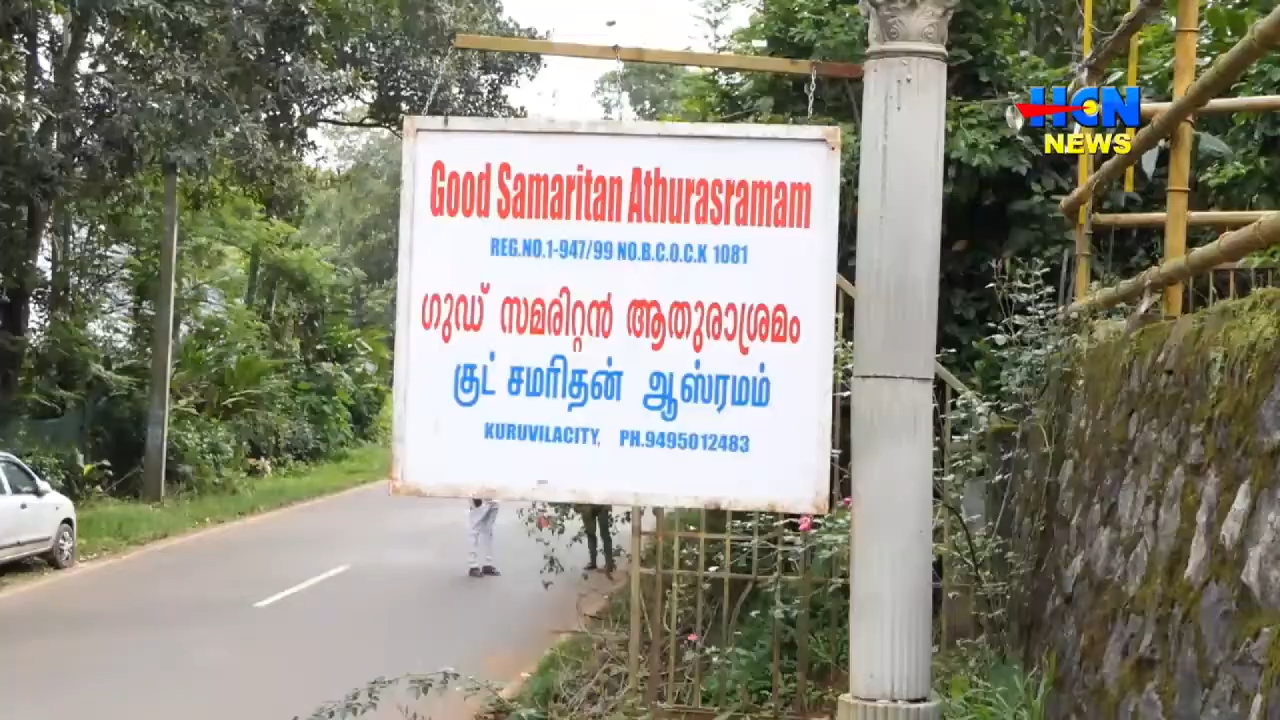 HCN
NEWS
Good Samaritan Athurasramam
REG.NO.1-947/99 NO.B.C.O.C.K 1081
ഗുഡ് സമരിറ്റൻ ആതുരാശ്രമം
குட் சமரிதன் ஆஸ்ரமம்
KURUVILACITY, PH.9495012483